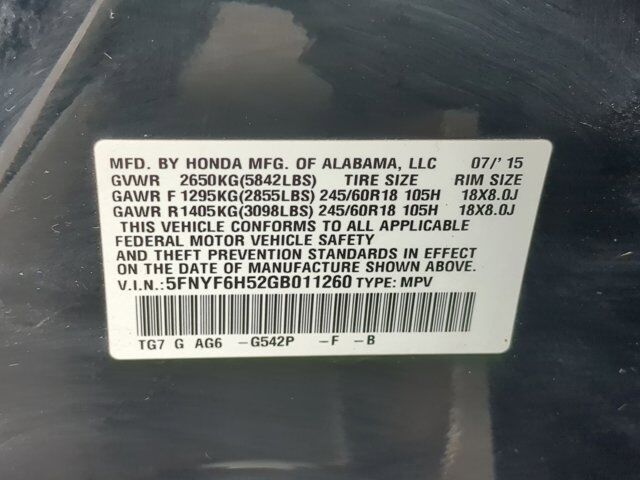 MFD. BY HONDA MFG. OF ALABAMA, LLC 07/'15
GVWR 2650KG(5842LBS) TIRE SIZE RIM SIZE
GAWR F 1295KG(2855LBS) 245/60R18 105H 18X8.0J
GAWR R 1405KG(3098LBS) 245/60R18 105H 18X8.0J
THIS VEHICLE CONFORMS TO ALL APPLICABLE
FEDERAL MOTOR VEHICLE SAFETY
AND THEFT PREVENTION STANDARDS IN EFFECT
ON THE DATE OF MANUFACTURE SHOWN ABOVE.
V.I.N.:5FNYF6H52GB011260 TYPE: MPV
TG7 G AG6 -G542P -F -B